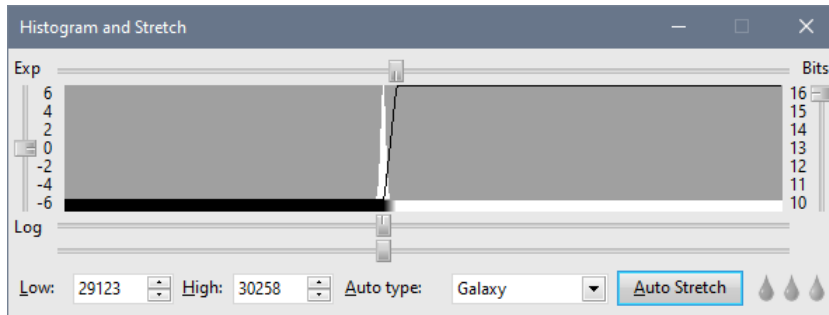 Histogram and Stretch
Exp Bits
6 16
4 15
2 14
0 13
-2 12
-4 11
-6 10
Log
Low: 29123 High: 30258 Auto type: Galaxy Auto Stretch